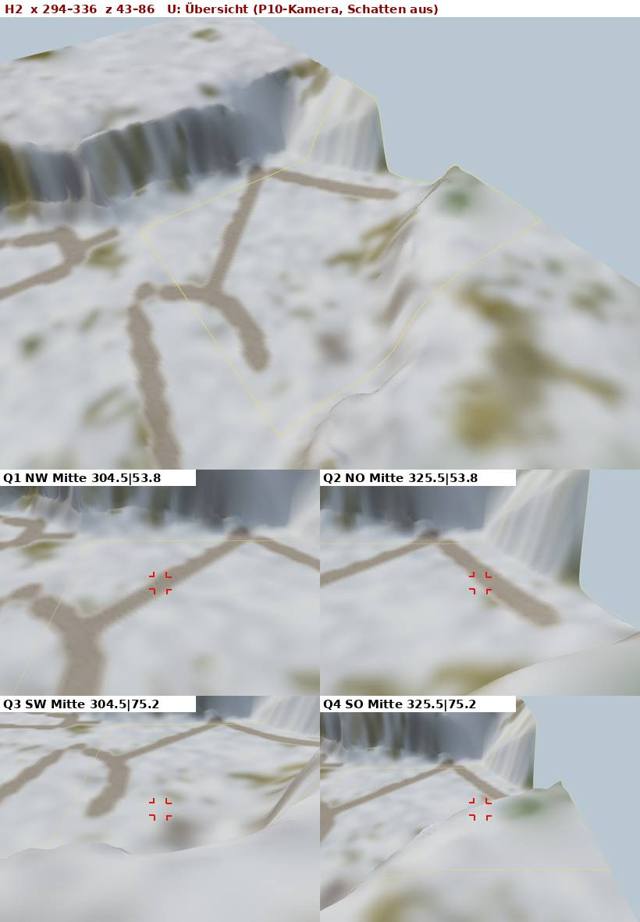 H2 x 294–336 z 43–86 U: Übersicht (P10-Kamera, Schatten aus)
Q1 NW Mitte 304.5|53.8
Q2 NO Mitte 325.5|53.8
Q3 SW Mitte 304.5|75.2
Q4 SO Mitte 325.5|75.2